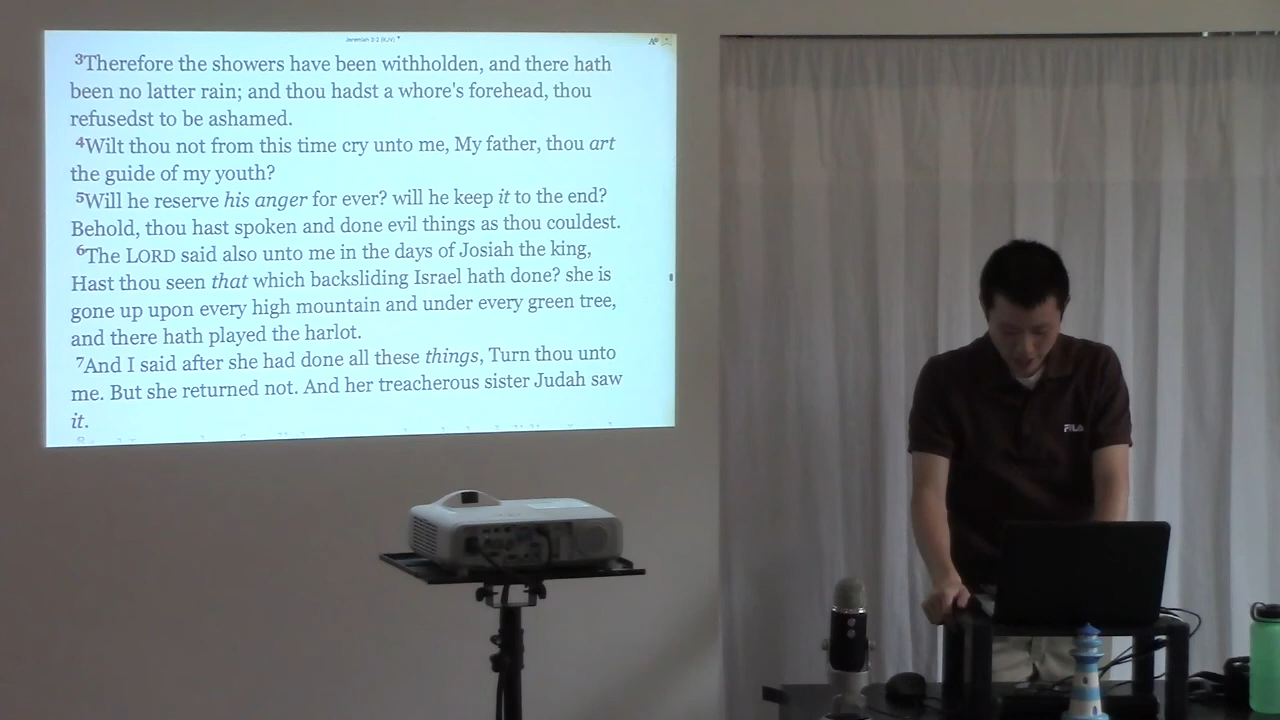 Jeremiah 3:2 (KJV)
³Therefore the showers have been withholden, and there hath
been no latter rain; and thou hadst a whore's forehead, thou
refusedst to be ashamed.
⁴Wilt thou not from this time cry unto me, My father, thou art
the guide of my youth?
⁵Will he reserve his anger for ever? will he keep it to the end?
Behold, thou hast spoken and done evil things as thou couldest.
⁶The LORD said also unto me in the days of Josiah the king,
Hast thou seen that which backsliding Israel hath done? she is
gone up upon every high mountain and under every green tree,
and there hath played the harlot.
⁷And I said after she had done all these things, Turn thou unto
me. But she returned not. And her treacherous sister Judah saw
it.
FILA